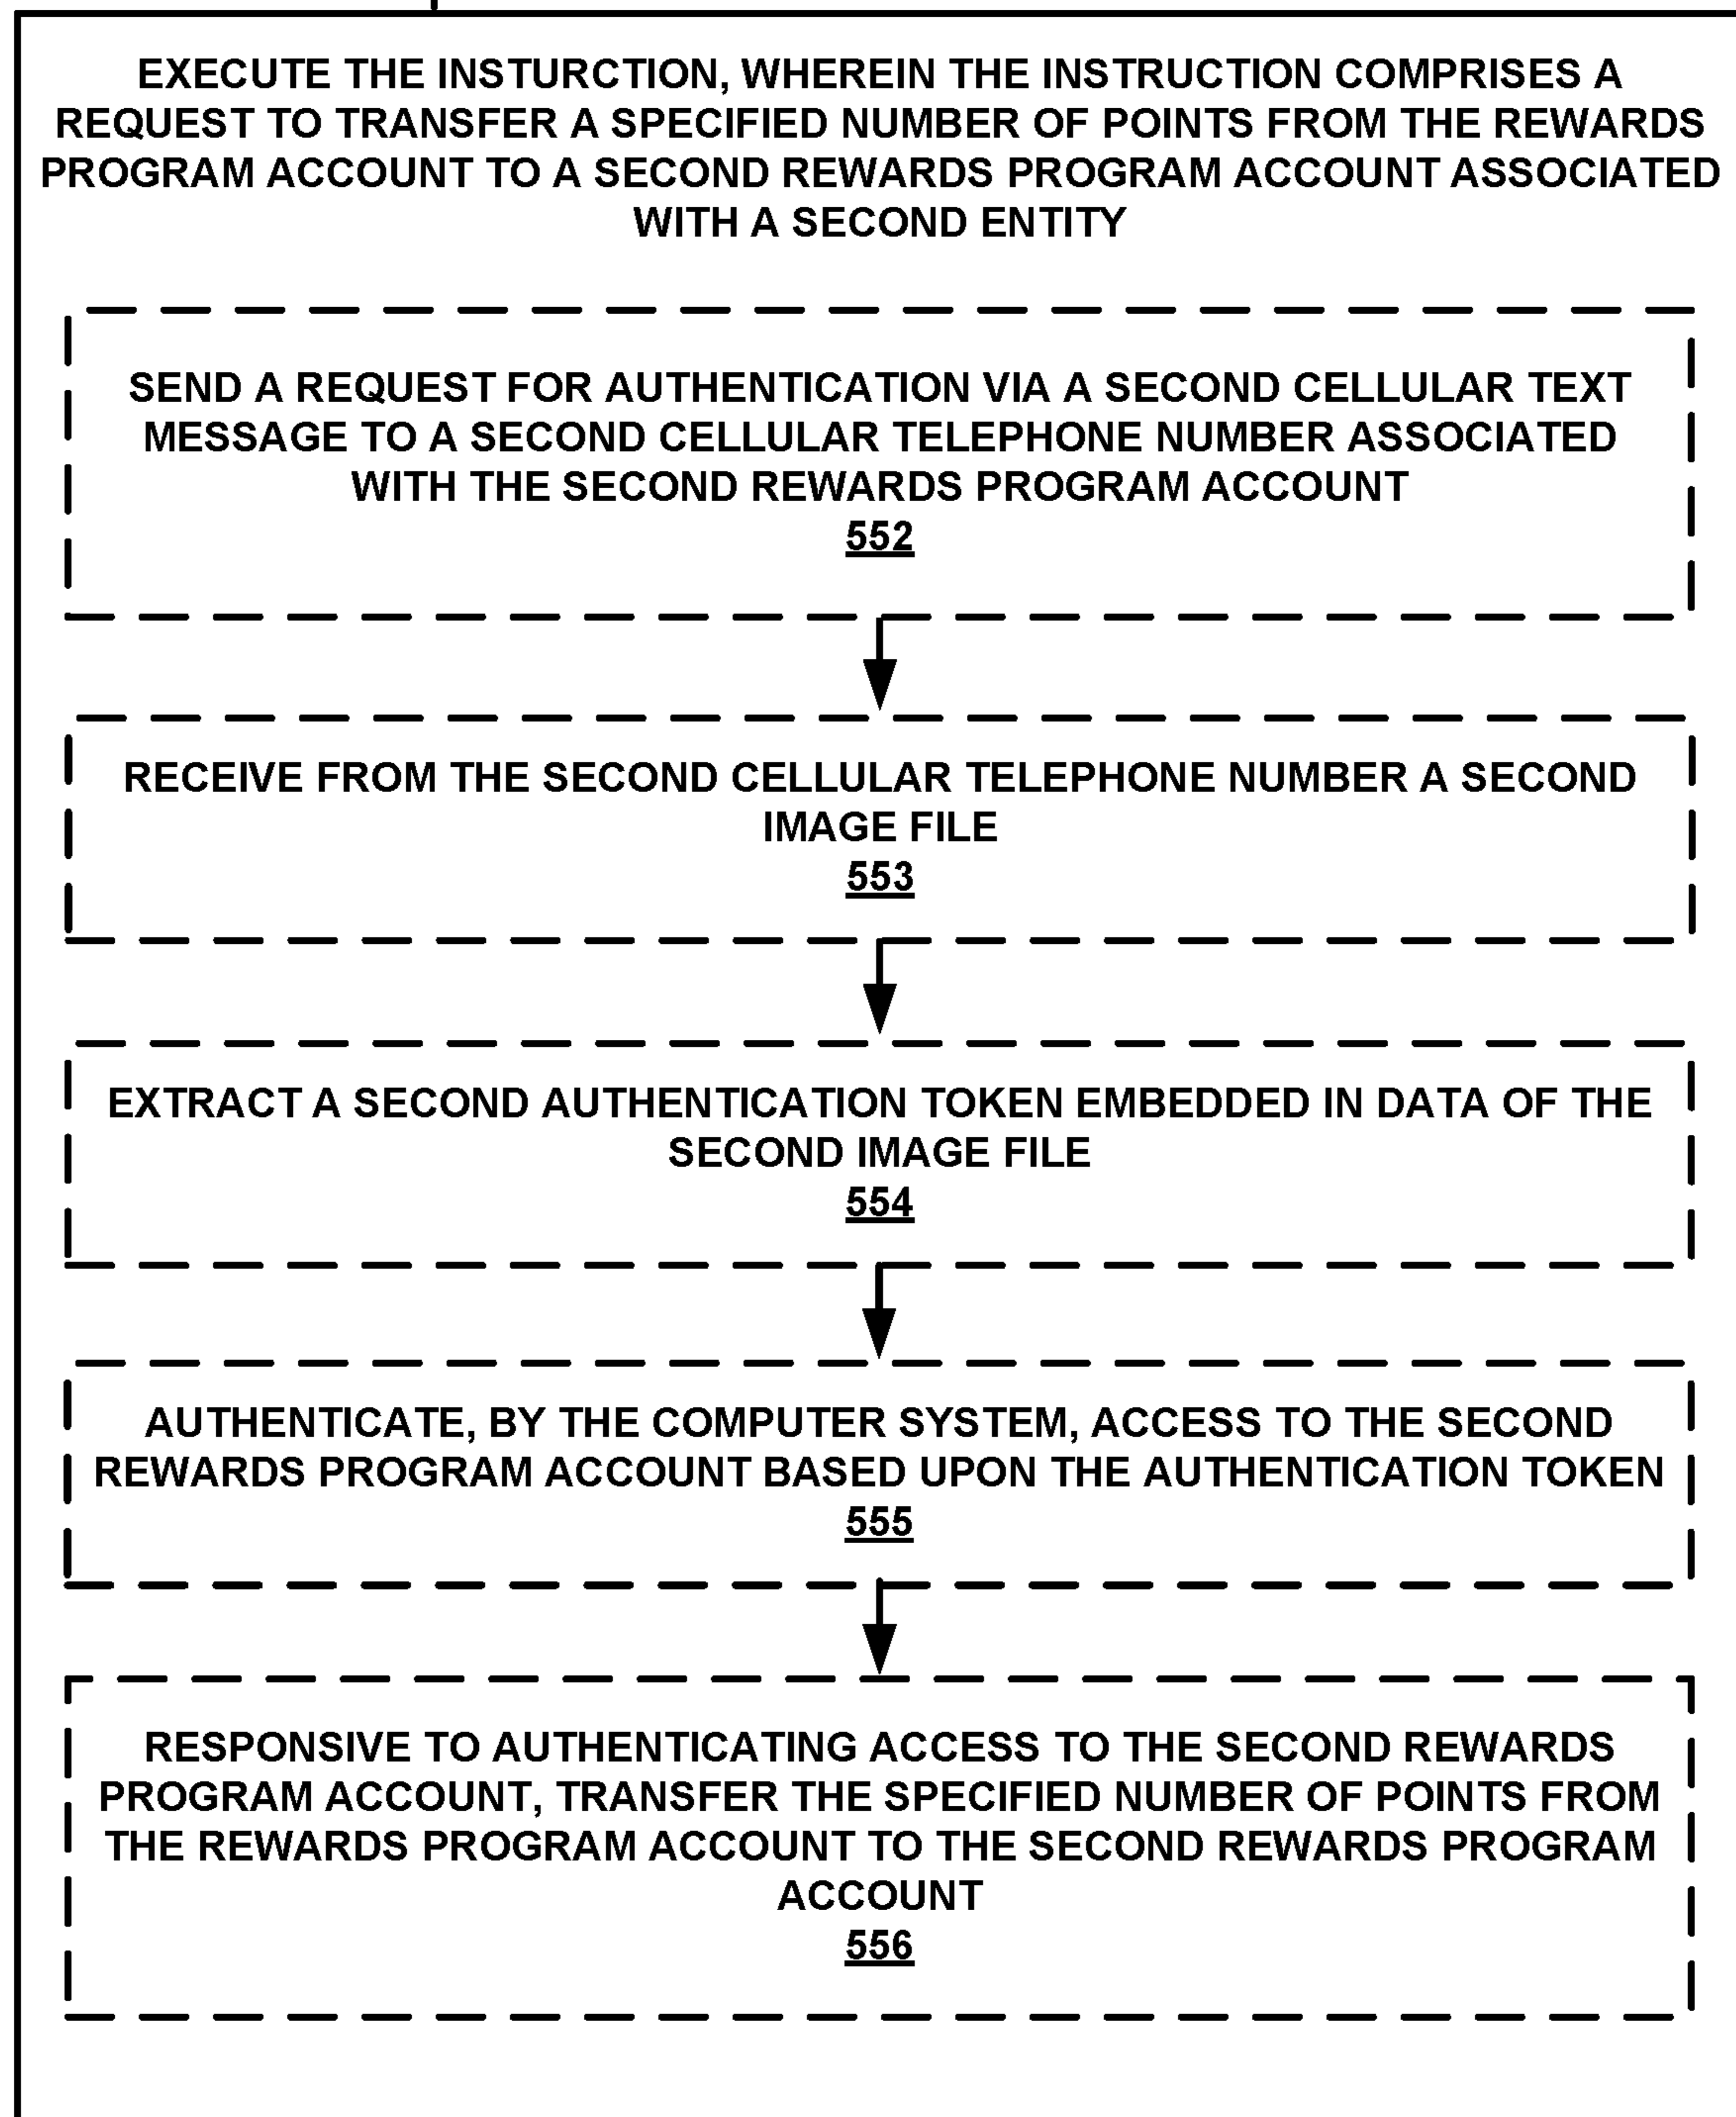 EXECUTE THE INSTURCTION, WHEREIN THE INSTRUCTION COMPRISES A
REQUEST TO TRANSFER A SPECIFIED NUMBER OF POINTS FROM THE REWARDS
PROGRAM ACCOUNT TO A SECOND REWARDS PROGRAM ACCOUNT ASSOCIATED
WITH A SECOND ENTITY
SEND A REQUEST FOR AUTHENTICATION VIA A SECOND CELLULAR TEXT
MESSAGE TO A SECOND CELLULAR TELEPHONE NUMBER ASSOCIATED
WITH THE SECOND REWARDS PROGRAM ACCOUNT
552
RECEIVE FROM THE SECOND CELLULAR TELEPHONE NUMBER A SECOND
IMAGE FILE
553
EXTRACT A SECOND AUTHENTICATION TOKEN EMBEDDED IN DATA OF THE
SECOND IMAGE FILE
554
AUTHENTICATE, BY THE COMPUTER SYSTEM, ACCESS TO THE SECOND
REWARDS PROGRAM ACCOUNT BASED UPON THE AUTHENTICATION TOKEN
555
RESPONSIVE TO AUTHENTICATING ACCESS TO THE SECOND REWARDS
PROGRAM ACCOUNT, TRANSFER THE SPECIFIED NUMBER OF POINTS FROM
THE REWARDS PROGRAM ACCOUNT TO THE SECOND REWARDS PROGRAM
ACCOUNT
556